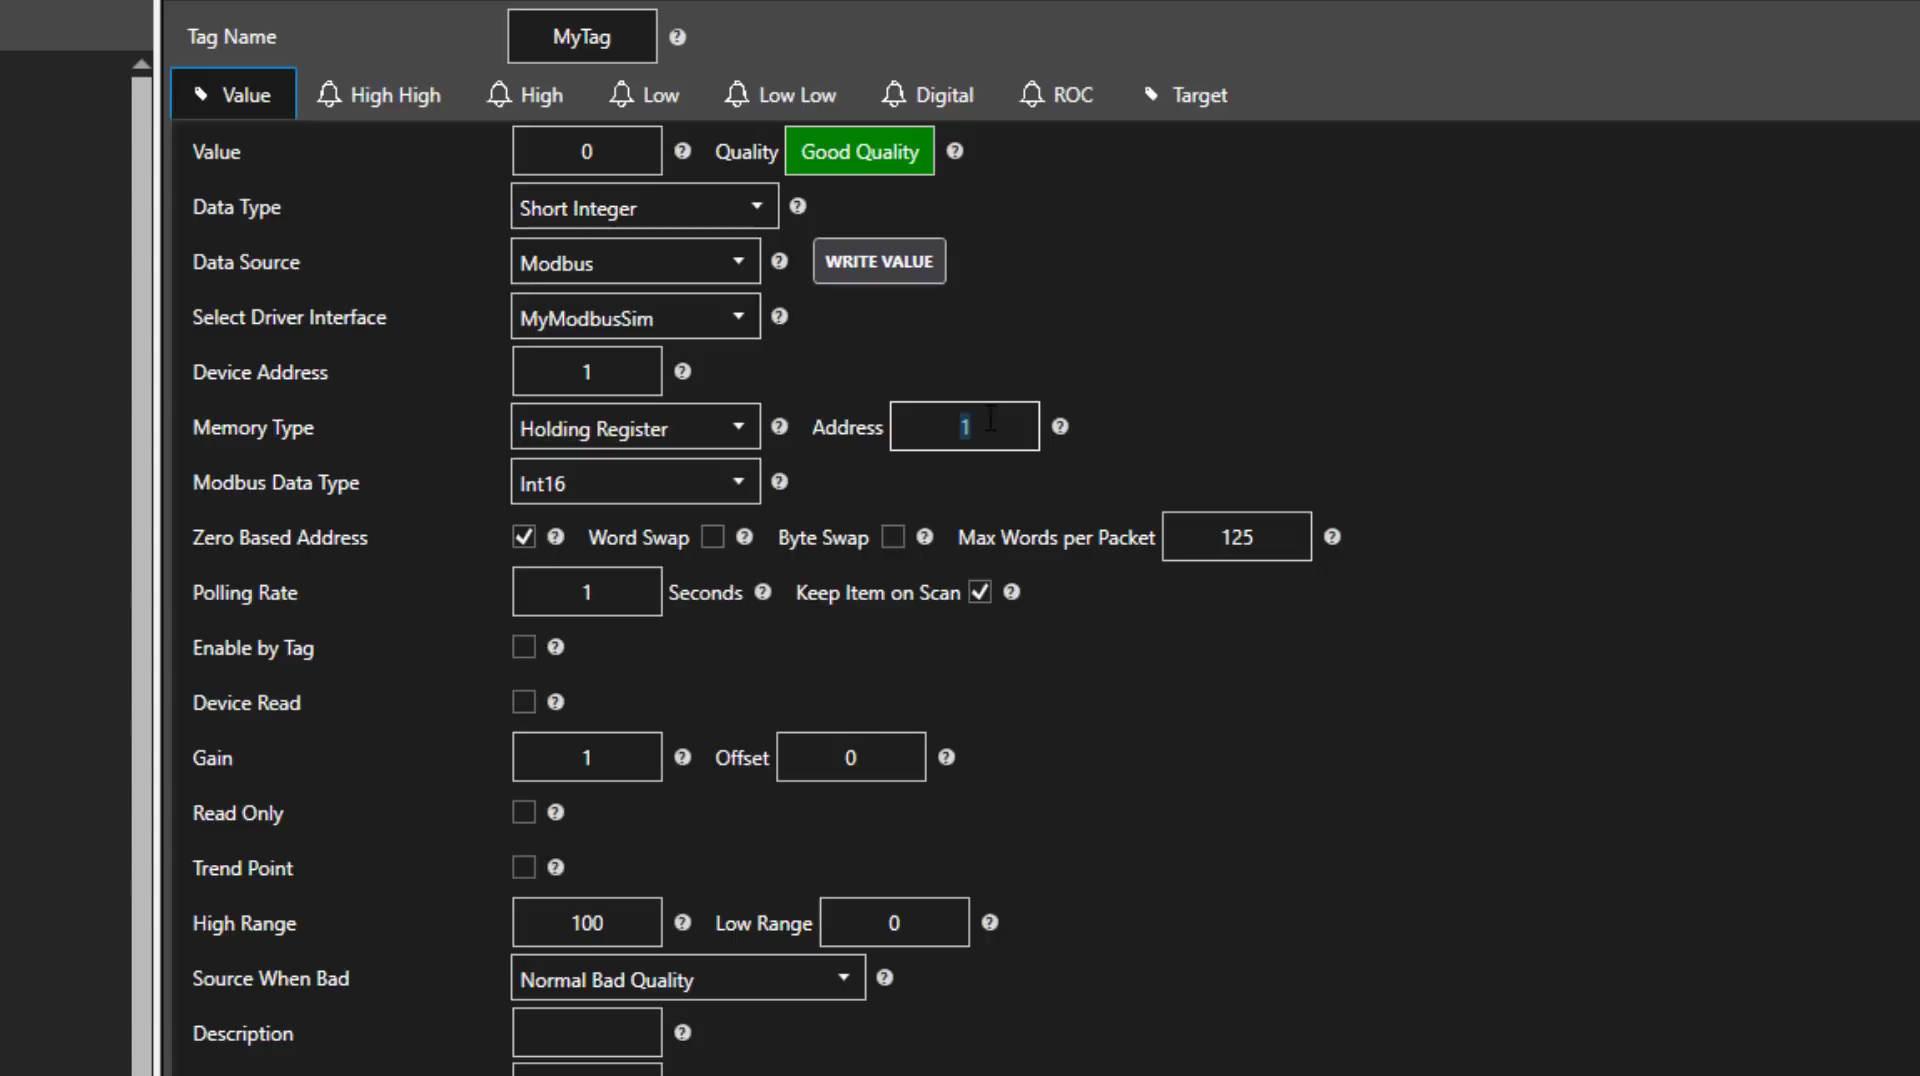 Tag Name MyTag ?
Value High High High Low Low Low Digital ROC Target
Value 0 ? Quality Good Quality ?
Data Type Short Integer ?
Data Source Modbus ? WRITE VALUE
Select Driver Interface MyModbusSim ?
Device Address 1 ?
Memory Type Holding Register ? Address 1 ?
Modbus Data Type Int16 ?
Zero Based Address ? Word Swap ? Byte Swap ? Max Words per Packet 125 ?
Polling Rate 1 Seconds ? Keep Item on Scan ?
Enable by Tag ?
Device Read ?
Gain 1 ? Offset 0 ?
Read Only ?
Trend Point ?
High Range 100 ? Low Range 0 ?
Source When Bad Normal Bad Quality ?
Description ?